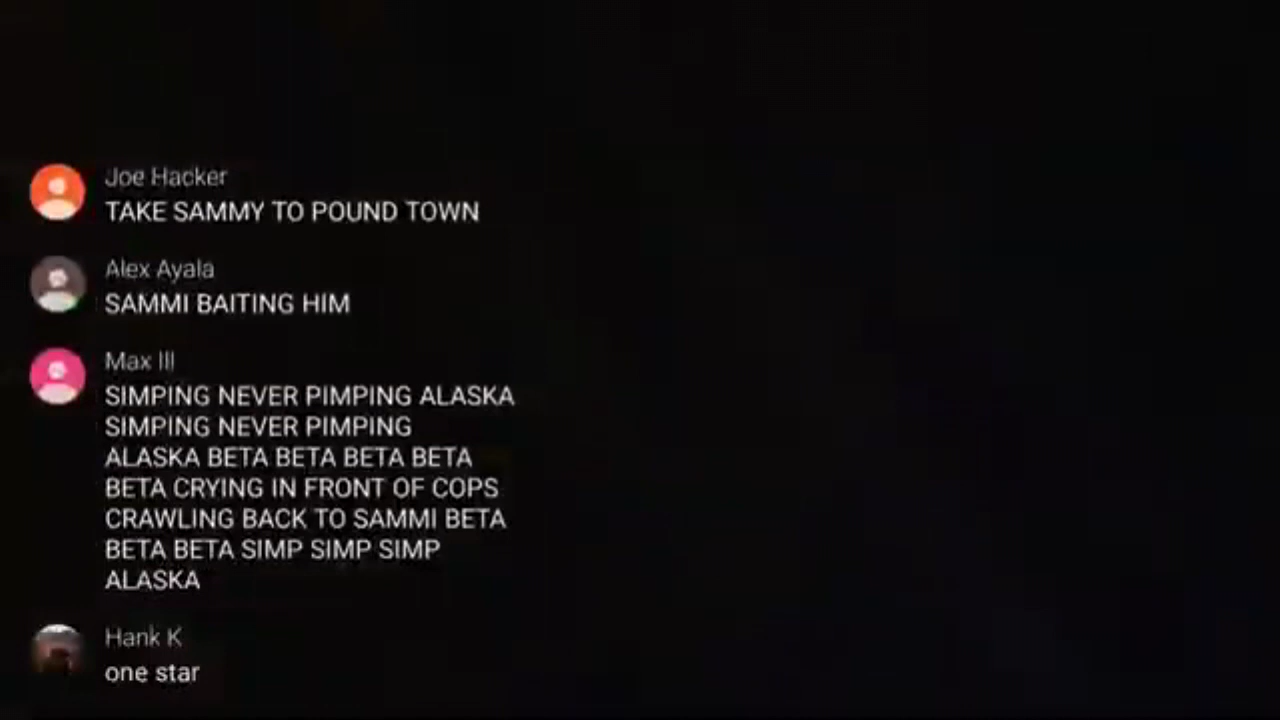 Joe Hacker
TAKE SAMMY TO POUND TOWN
Alex Ayala
SAMMI BAITING HIM
Max Ill
SIMPING NEVER PIMPING ALASKA
SIMPING NEVER PIMPING
ALASKA BETA BETA BETA BETA
BETA CRYING IN FRONT OF COPS
CRAWLING BACK TO SAMMI BETA
BETA BETA SIMP SIMP SIMP
ALASKA
Hank K
one star